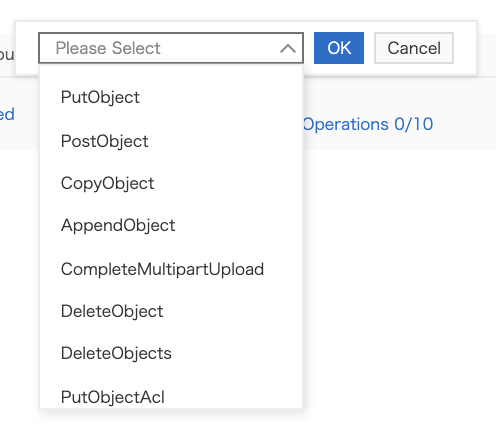 Please Select
OK
Cancel
ou
ed
Operations 0/10
PutObject
PostObject
CopyObject
AppendObject
CompleteMultipartUpload
DeleteObject
DeleteObjects
PutObjectAcl